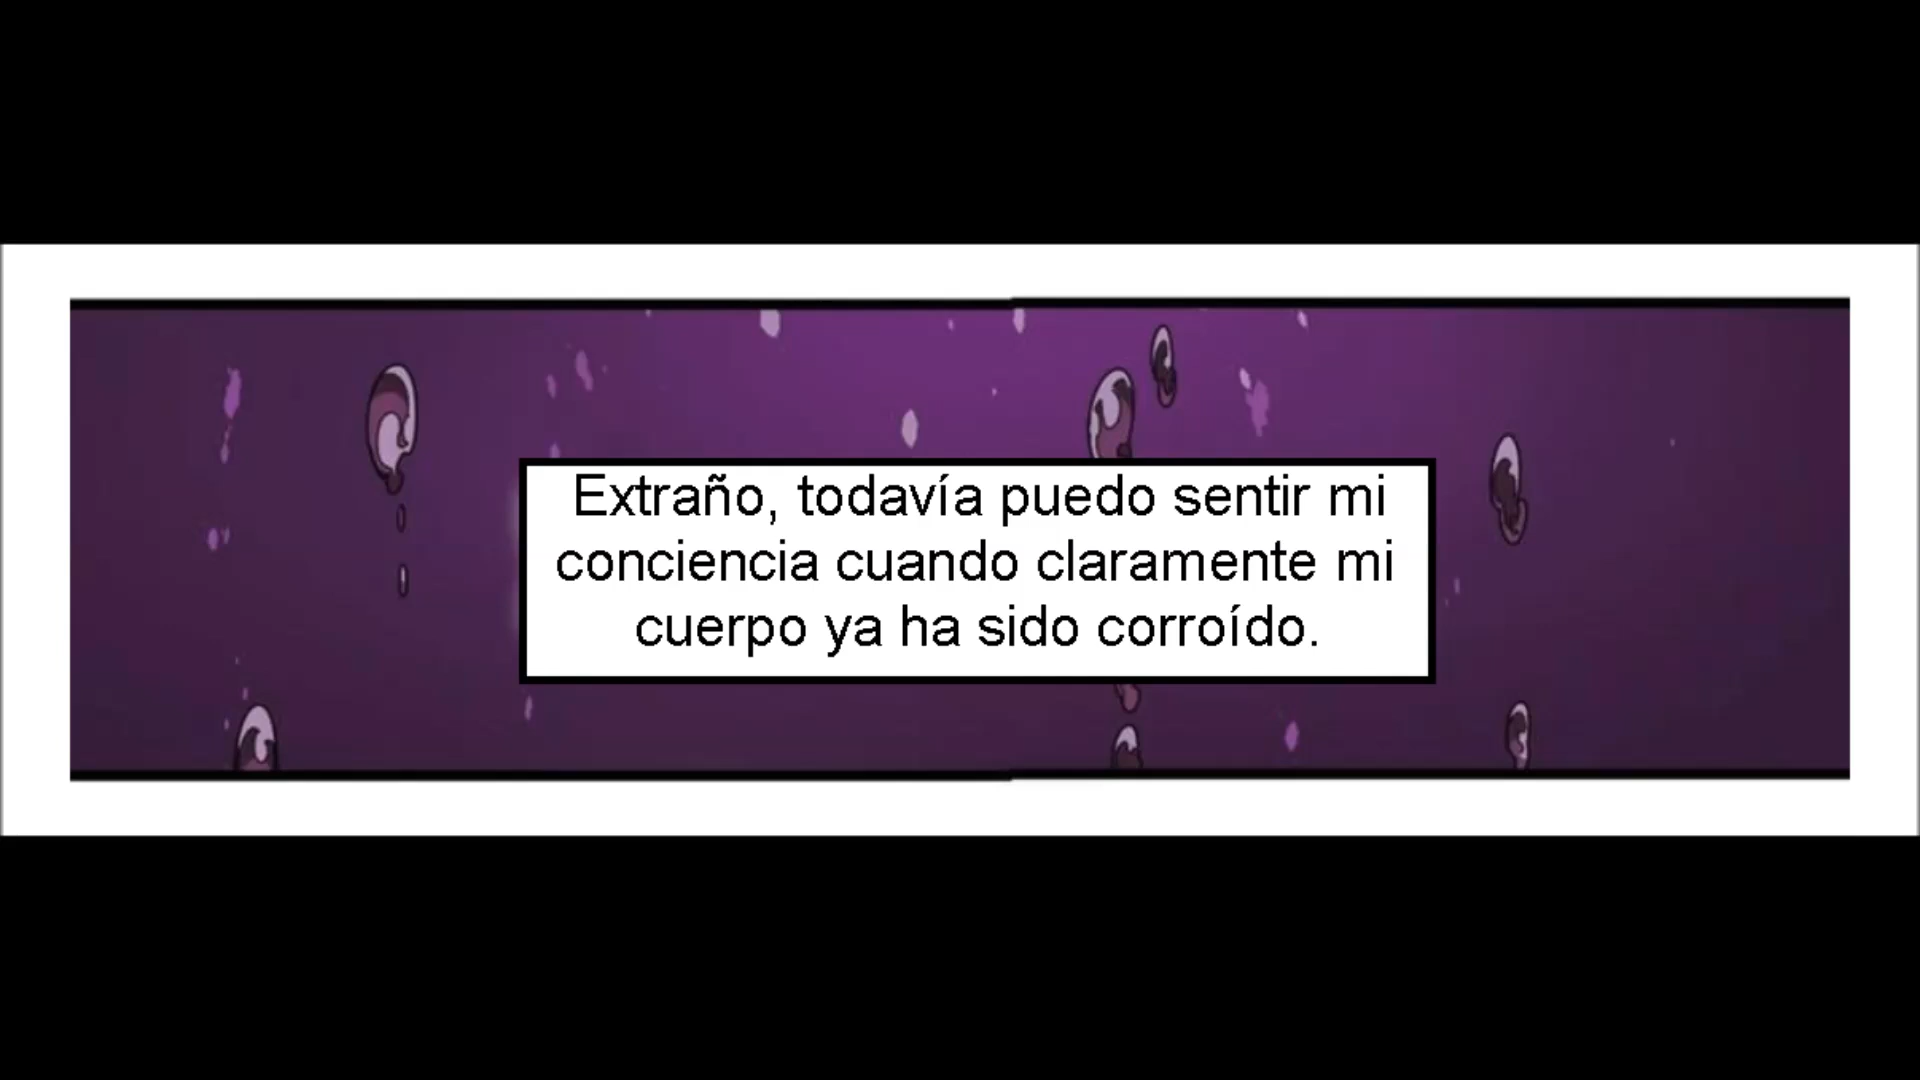 Extraño, todavía puedo sentir mi
conciencia cuando claramente mi
cuerpo ya ha sido corroído.